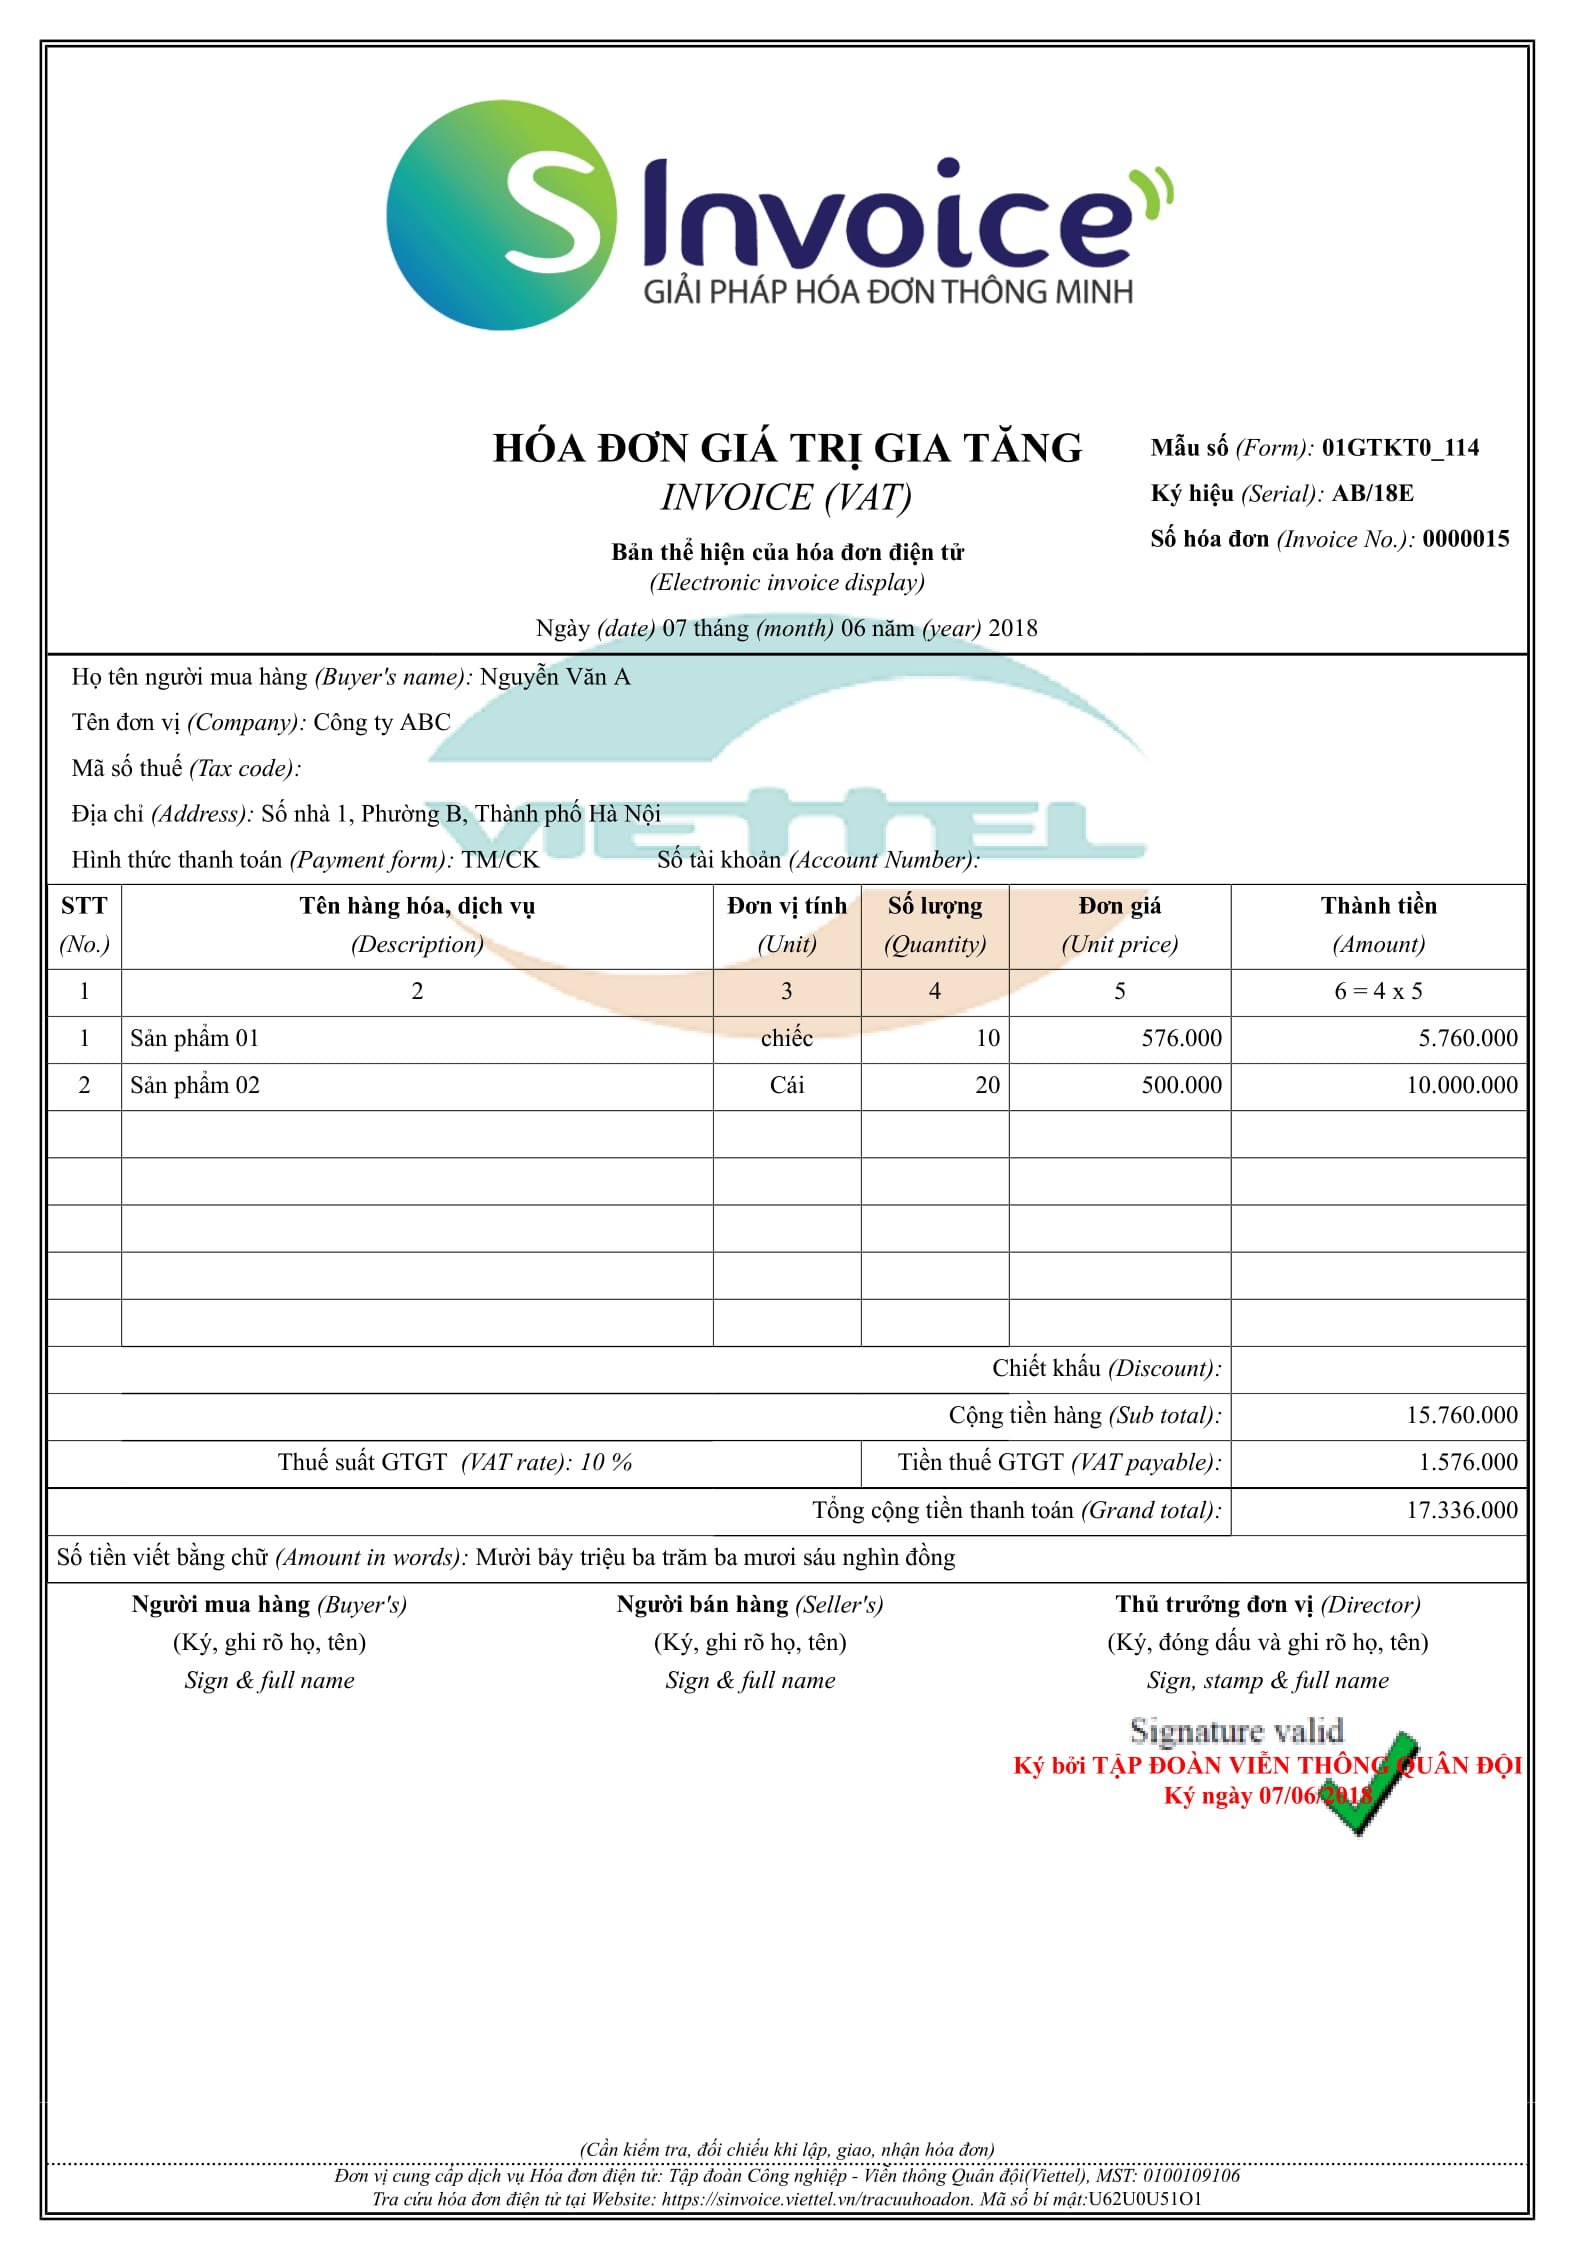 S Invoice
GIẢI PHÁP HÓA ĐƠN THÔNG MINH
HÓA ĐƠN GIÁ TRỊ GIA TĂNG
INVOICE (VAT)
Bản thể hiện của hóa đơn điện tử
(Electronic invoice display)
Ngày (date) 07 tháng (month) 06 năm (year) 2018
Mẫu số (Form): 01GTKT0_114
Ký hiệu (Serial): AB/18E
Số hóa đơn (Invoice No.): 0000015
Họ tên người mua hàng (Buyer's name): Nguyễn Văn A
Tên đơn vị (Company): Công ty ABC
Mã số thuế (Tax code):
Địa chỉ (Address): Số nhà 1, Phường B, Thành phố Hà Nội
VIETTEL
Hình thức thanh toán (Payment form): TM/CK Số tài khoản (Account Number):
STT Tên hàng hóa, dịch vụ Đơn vị tính Số lượng Đơn giá Thành tiền
(No.) (Description) (Unit) (Quantity) (Unit price) (Amount)
1 2 3 4 5 6 = 4 x 5
1 Sản phẩm 01 chiếc 10 576.000 5.760.000
2 Sản phẩm 02 Cái 20 500.000 10.000.000
Chiết khấu (Discount):
Cộng tiền hàng (Sub total): 15.760.000
Thuế suất GTGT (VAT rate): 10 % Tiền thuế GTGT (VAT payable): 1.576.000
Tổng cộng tiền thanh toán (Grand total): 17.336.000
Số tiền viết bằng chữ (Amount in words): Mười bảy triệu ba trăm ba mươi sáu nghìn đồng
Người mua hàng (Buyer's) Người bán hàng (Seller's) Thủ trưởng đơn vị (Director)
(Ký, ghi rõ họ, tên) (Ký, ghi rõ họ, tên) (Ký, đóng dấu và ghi rõ họ, tên)
Sign & full name Sign & full name Sign, stamp & full name
Signature valid
Ký bởi TẬP ĐOÀN VIỄN THÔNG QUÂN ĐỘI
Ký ngày 07/06/2018
(Cần kiểm tra, đối chiếu khi lập, giao, nhận hóa đơn)
Đơn vị cung cấp dịch vụ Hóa đơn điện tử: Tập đoàn Công nghiệp - Viễn thông Quân đội(Viettel), MST: 0100109106
Tra cứu hóa đơn điện tử tại Website: https://sinvoice.viettel.vn/tracuuhoadon. Mã số bí mật:U62U0U51O1